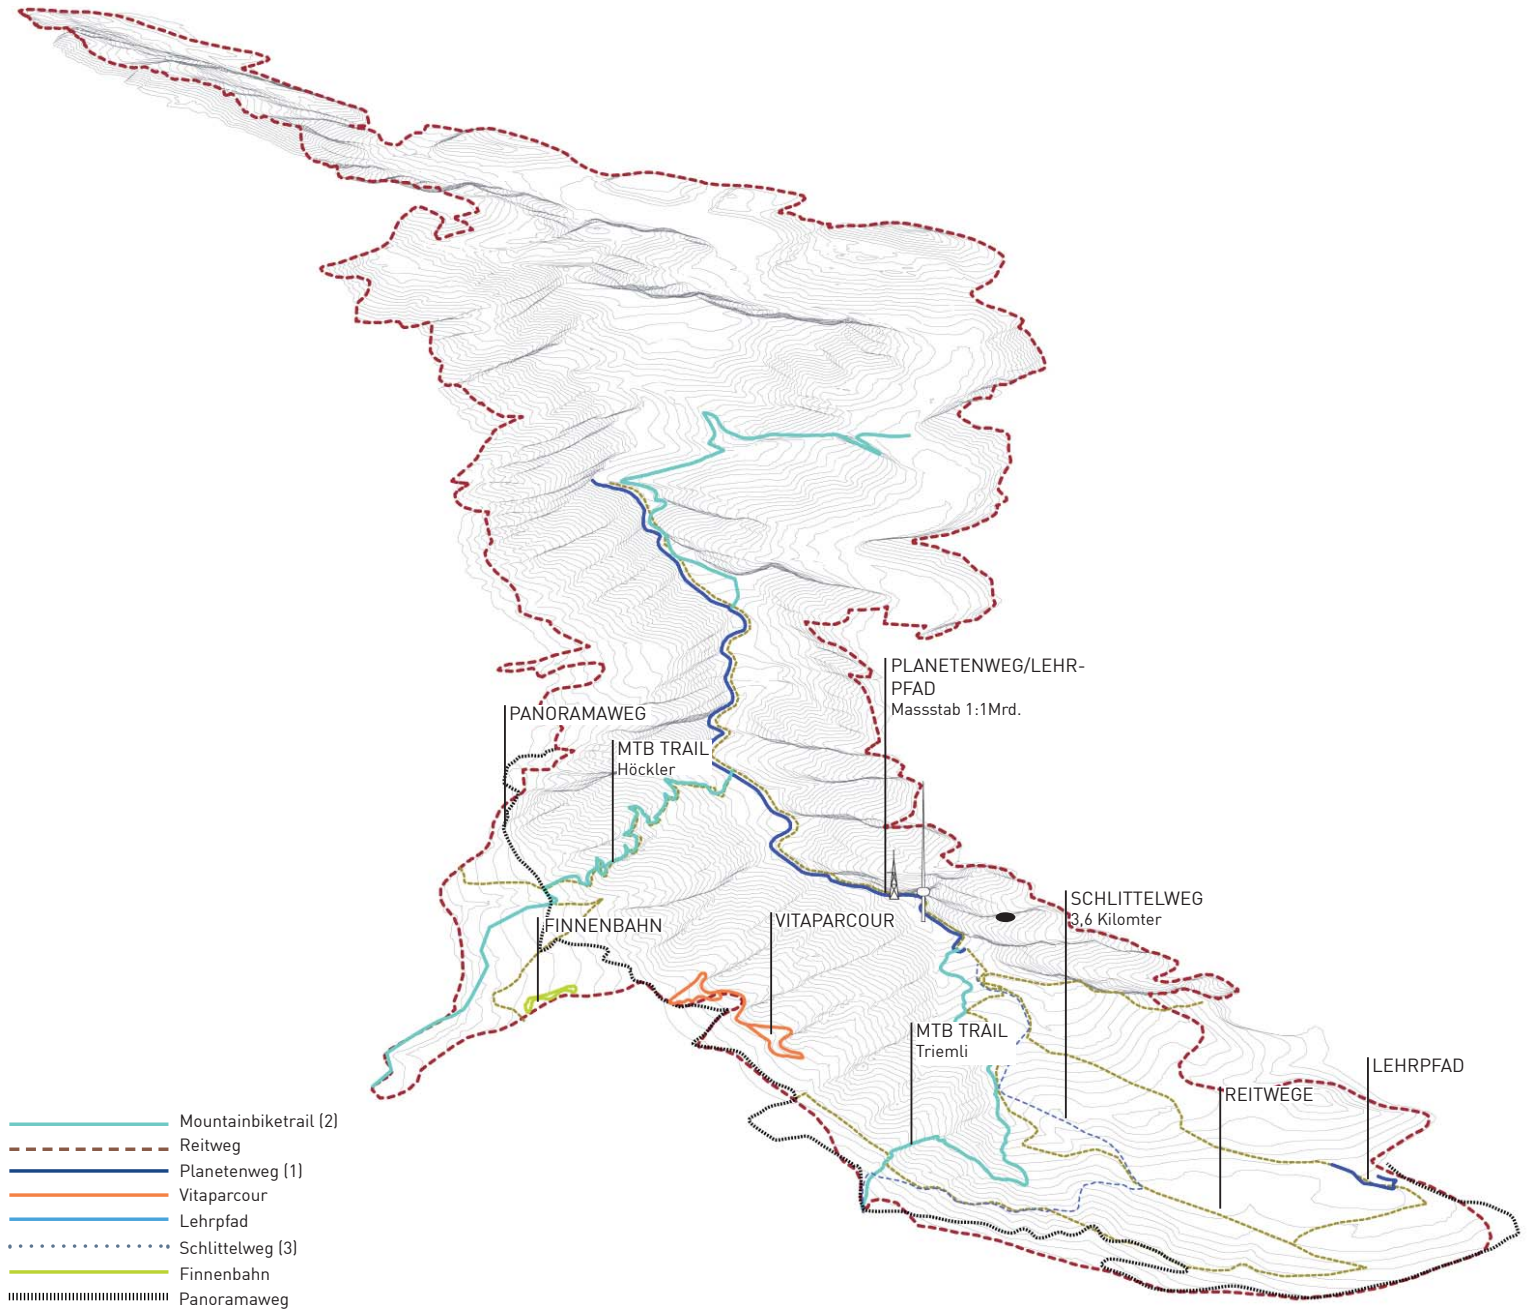 PLANETENWEG/LEHR-
PFAD
Massstab 1:1Mrd.
PANORAMAWEG
MTB TRAIL
Höckler
SCHLITTELWEG
3,6 Kilomter
FINNENBAHN
VITAPARCOUR
MTB TRAIL
Triemli
LEHRPFAD
REITWEGE
Mountainbiketrail (2)
Reitweg
Planetenweg (1)
Vitaparcour
Lehrpfad
Schlittelweg (3)
Finnenbahn
Panoramaweg